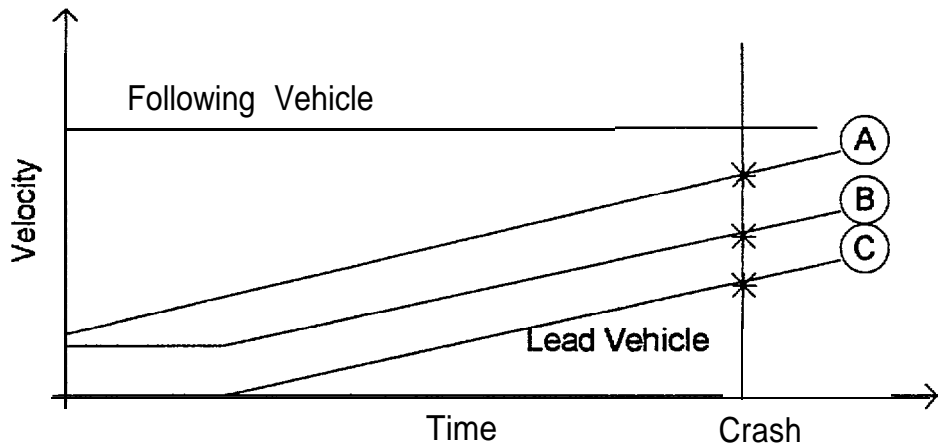 Following Vehicle
A
B
C
Velocity
Lead Vehicle
Time
Crash